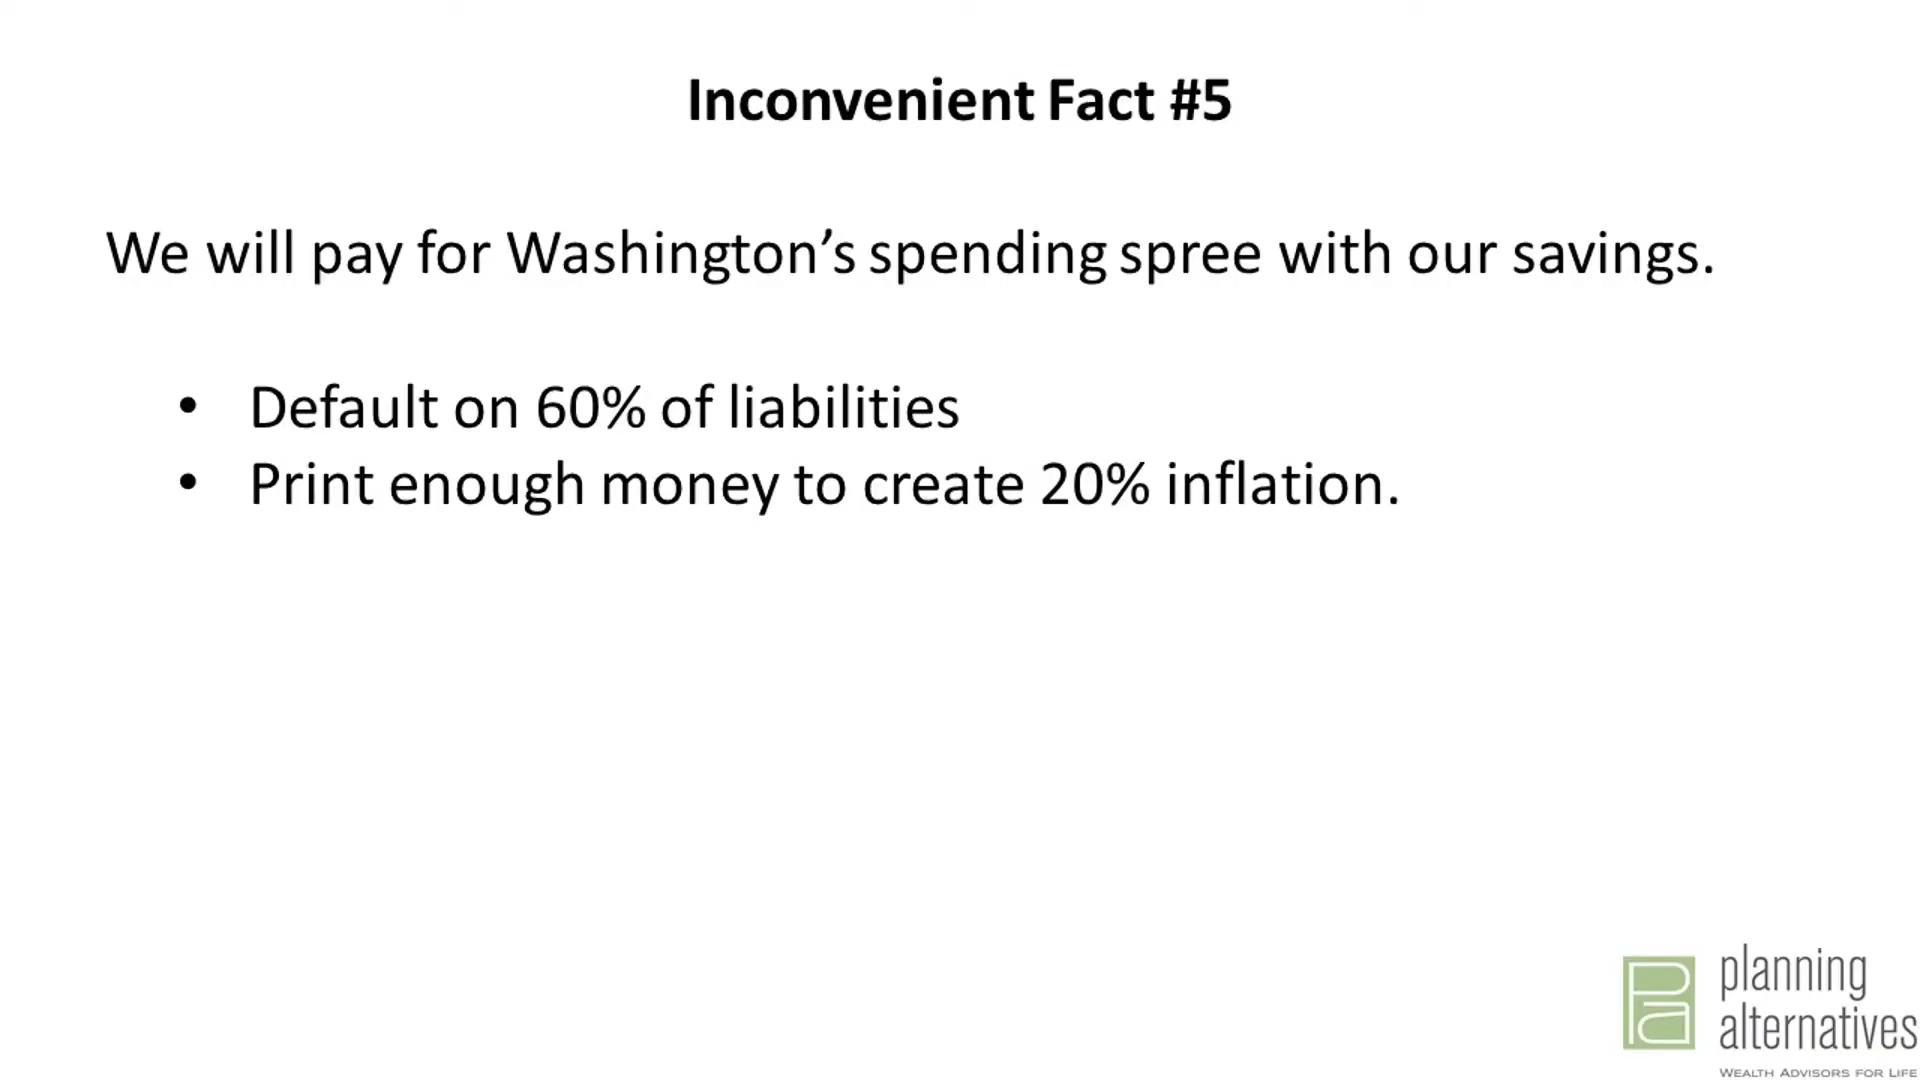 Inconvenient Fact #5
We will pay for Washington’s spending spree with our savings.
• Default on 60% of liabilities
• Print enough money to create 20% inflation.
Pa
planning
alternatives
WEALTH ADVISORS FOR LIFE